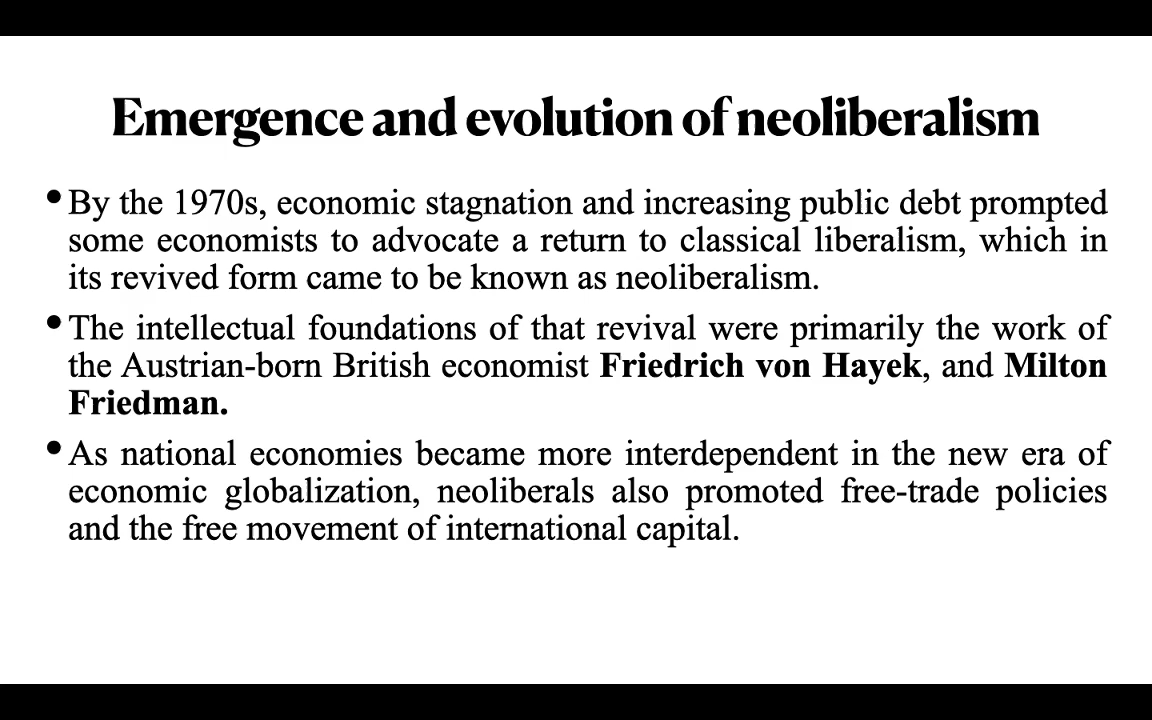 Emergence and evolution of neoliberalism
•By the 1970s, economic stagnation and increasing public debt prompted
some economists to advocate a return to classical liberalism, which in
its revived form came to be known as neoliberalism.
•The intellectual foundations of that revival were primarily the work of
the Austrian-born British economist Friedrich von Hayek, and Milton
Friedman.
•As national economies became more interdependent in the new era of
economic globalization, neoliberals also promoted free-trade policies
and the free movement of international capital.